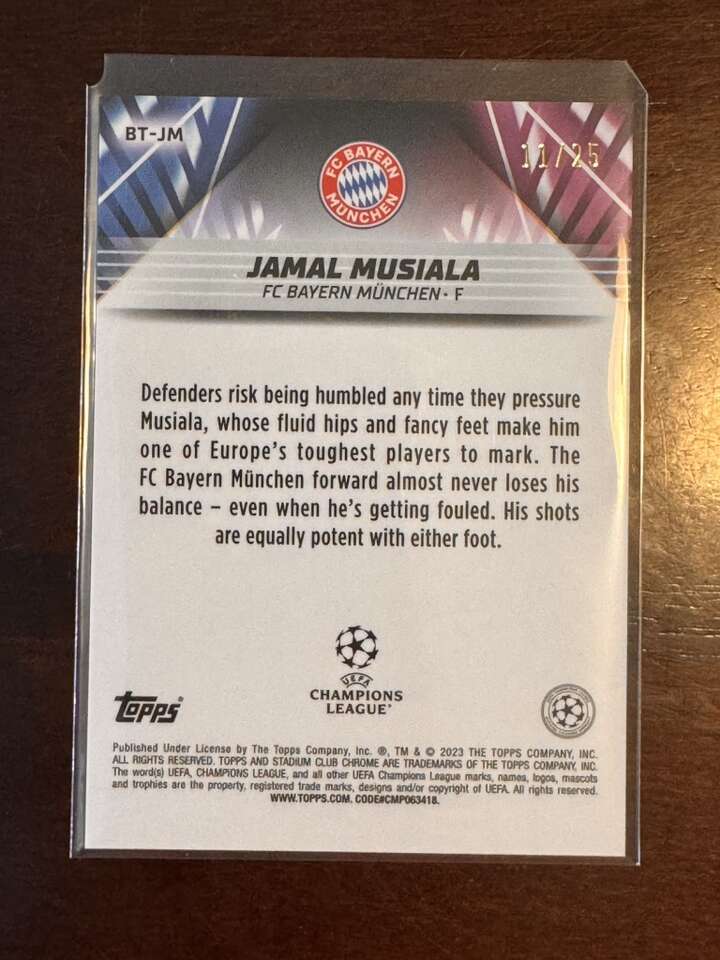 BT-JM
11/25
FC BAYERN
MÜNCHEN
JAMAL MUSIALA
FC BAYERN MÜNCHEN · F
Defenders risk being humbled any time they pressure
Musiala, whose fluid hips and fancy feet make him
one of Europe's toughest players to mark. The
FC Bayern München forward almost never loses his
balance – even when he's getting fouled. His shots
are equally potent with either foot.
UEFA
CHAMPIONS
LEAGUE®
topps®
Published Under License by The Topps Company, Inc. ®, TM & © 2023 THE TOPPS COMPANY, INC.
ALL RIGHTS RESERVED. TOPPS AND STADIUM CLUB CHROME ARE TRADEMARKS OF THE TOPPS COMPANY, INC.
The word(s) UEFA, CHAMPIONS LEAGUE, and all other UEFA Champions League marks, names, logos, mascots
and trophies are the property, registered trade marks, designs and/or copyright of UEFA. All rights reserved.
WWW.TOPPS.COM. CODE#CMP063418.